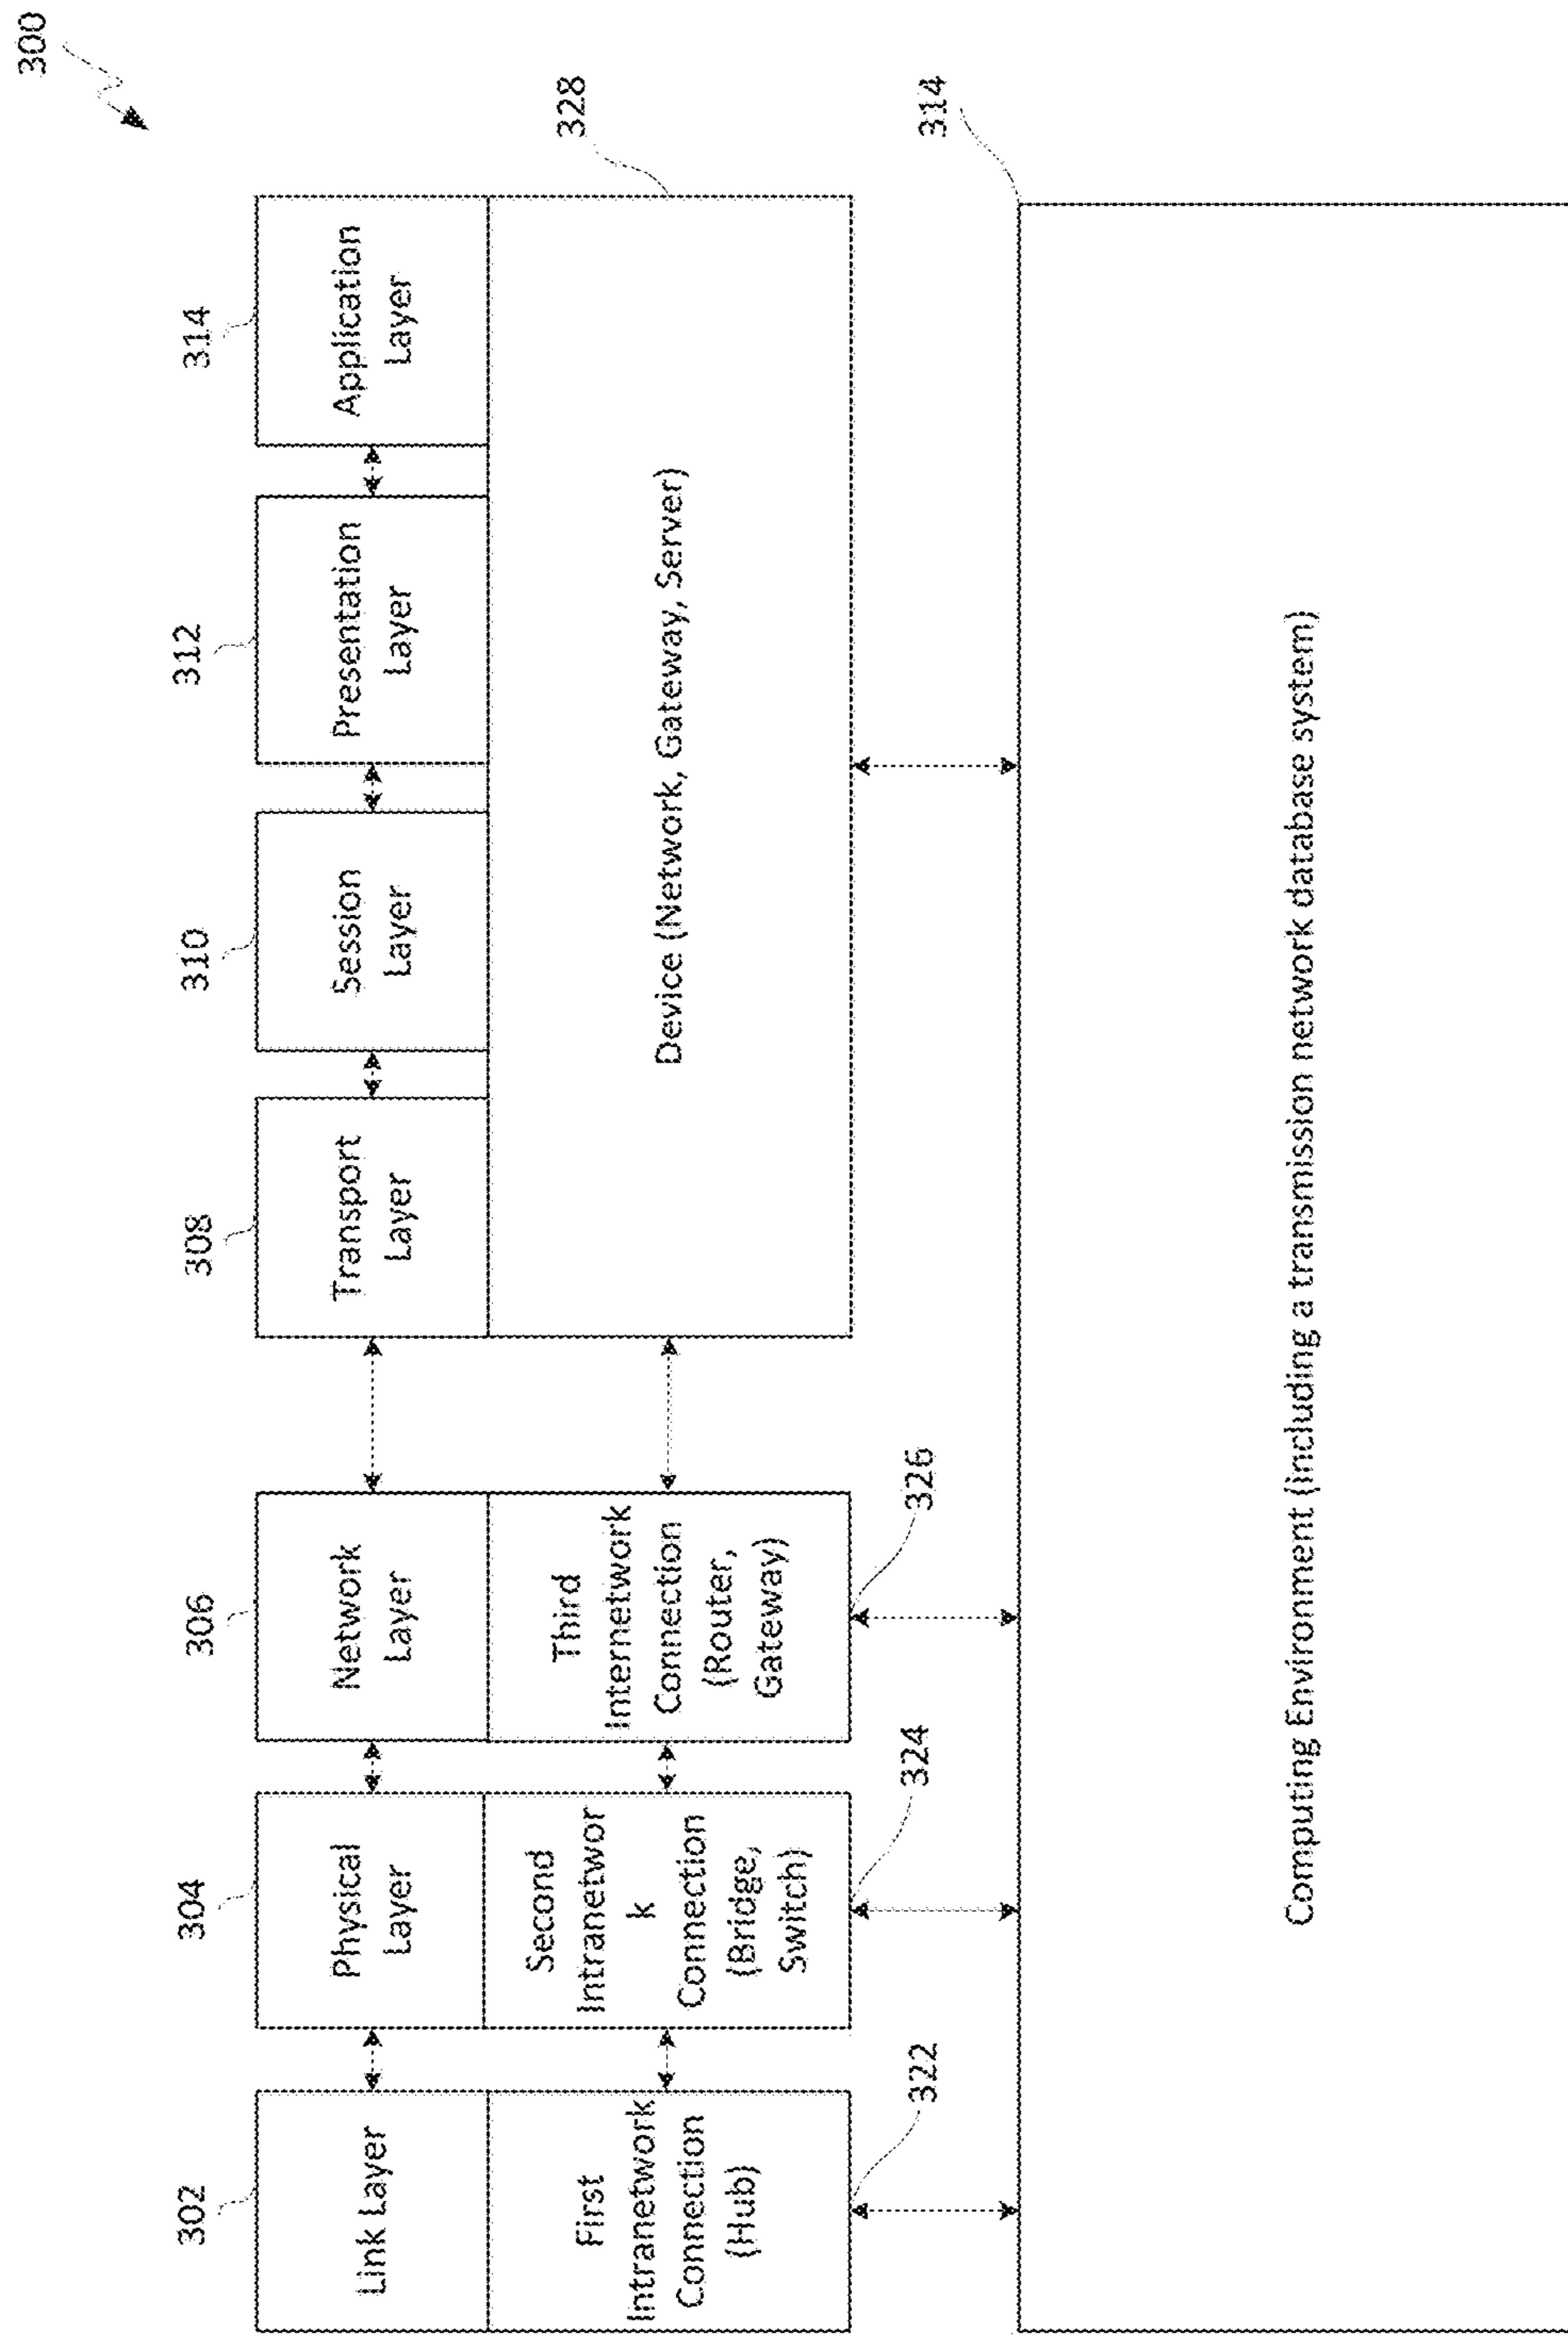 300
302
304
306
308
310
312
314
Link Layer
Physical
Layer
Network
Layer
Transport
Layer
Session
Layer
Presentation
Layer
Application
Layer
First
Intranetwork
Connection
(Hub)
Second
Intranetwor
k
Connection
(Bridge,
Switch)
Third
Internetwork
Connection
(Router,
Gateway)
Device (Network, Gateway, Server)
328
322
324
326
314
Computing Environment (including a transmission network database system)